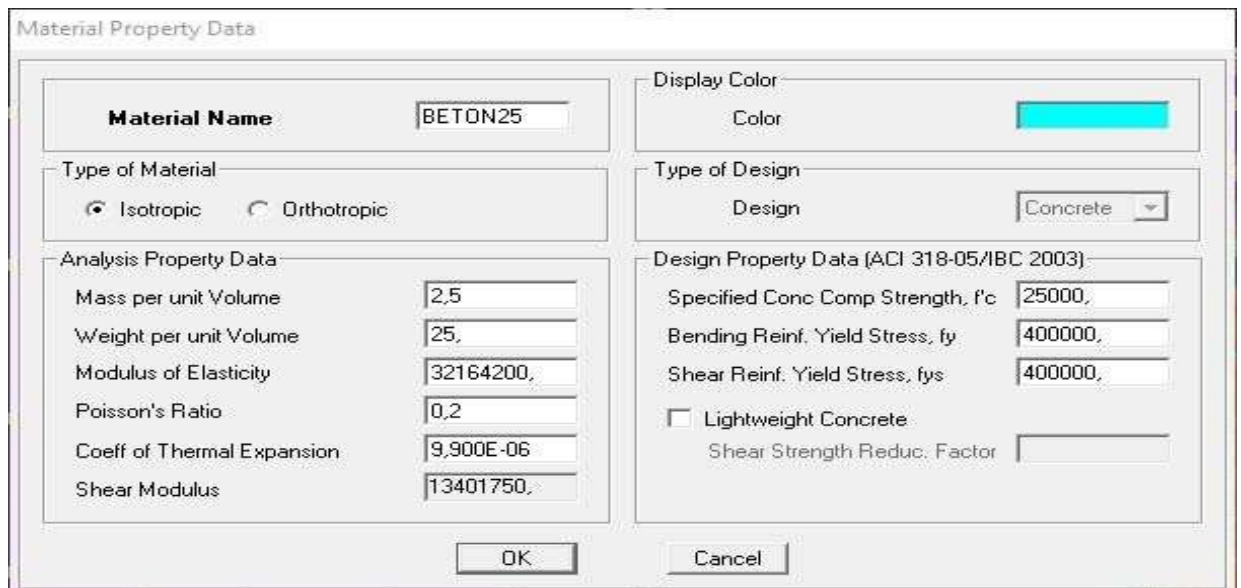 Material Property Data
Material Name BETON25
Display Color
Color
Type of Material
Isotropic Orthotropic
Type of Design
Design Concrete
Analysis Property Data
Mass per unit Volume 2,5
Weight per unit Volume 25,
Modulus of Elasticity 32164200,
Poisson's Ratio 0,2
Coeff of Thermal Expansion 9,900E-06
Shear Modulus 13401750,
Design Property Data (ACI 318-05/IBC 2003)
Specified Conc Comp Strength, f'c 25000,
Bending Reinf. Yield Stress, fy 400000,
Shear Reinf. Yield Stress, fys 400000,
Lightweight Concrete
Shear Strength Reduc. Factor
OK Cancel